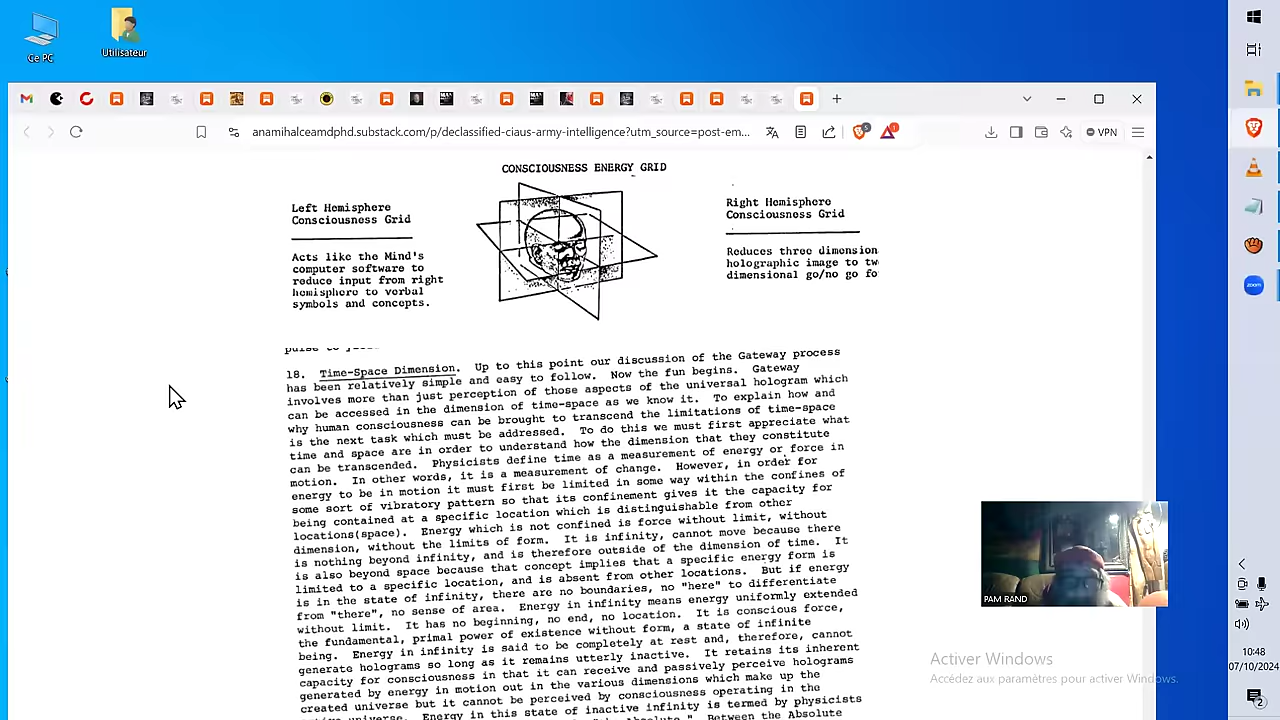 Ce PC
Utilisateur
anamihalceamdphd.substack.com/p/declassified-ciaus-army-intelligence?utm_source=post-em...
VPN
CONSCIOUSNESS ENERGY GRID
Left Hemisphere
Consciousness Grid
Acts like the Mind's
computer software to
reduce input from right
hemisphere to verbal
symbols and concepts.
Right Hemisphere
Consciousness Grid
Reduces three dimension
holographic image to tw
dimensional go/no go fo
18. Time-Space Dimension. Up to this point our discussion of the Gateway process
has been relatively simple and easy to follow. Now the fun begins. Gateway
involves more than just perception of those aspects of the universal hologram which
can be accessed in the dimension of time-space as we know it. To explain how and
why human consciousness can be brought to transcend the limitations of time-space
is the next task which must be addressed. To do this we must first appreciate what
time and space are in order to understand how the dimension that they constitute
can be transcended. Physicists define time as a measurement of energy or force in
motion. In other words, it is a measurement of change. However, in order for
energy to be in motion it must first be limited in some way within the confines of
some sort of vibratory pattern so that its confinement gives it the capacity for
being contained at a specific location which is distinguishable from other
locations(space). Energy which is not confined is force without limit, without
dimension, without the limits of form. It is infinity, cannot move because there
is nothing beyond infinity, and is therefore outside of the dimension of time. It
is also beyond space because that concept implies that a specific energy form is
limited to a specific location, and is absent from other locations. But if energy
is in the state of infinity, there are no boundaries, no "here" to differentiate
from "there", no sense of area. Energy in infinity means energy uniformly extended
without limit. It has no beginning, no end, no location. It is conscious force,
the fundamental, primal power of existence without form, a state of infinite
being. Energy in infinity is said to be completely at rest and, therefore, cannot
generate holograms so long as it remains utterly inactive. It retains its inherent
capacity for consciousness in that it can receive and passively perceive holograms
generated by energy in motion out in the various dimensions which make up the
created universe but it cannot be perceived by consciousness operating in the
universe. Energy in this state of inactive infinity is termed by physicists
Absolute." Between the Absolute
PAM RAND
zoom
Activer Windows
Accédez aux paramètres pour activer Windows.
10:48
07/10/2024
2